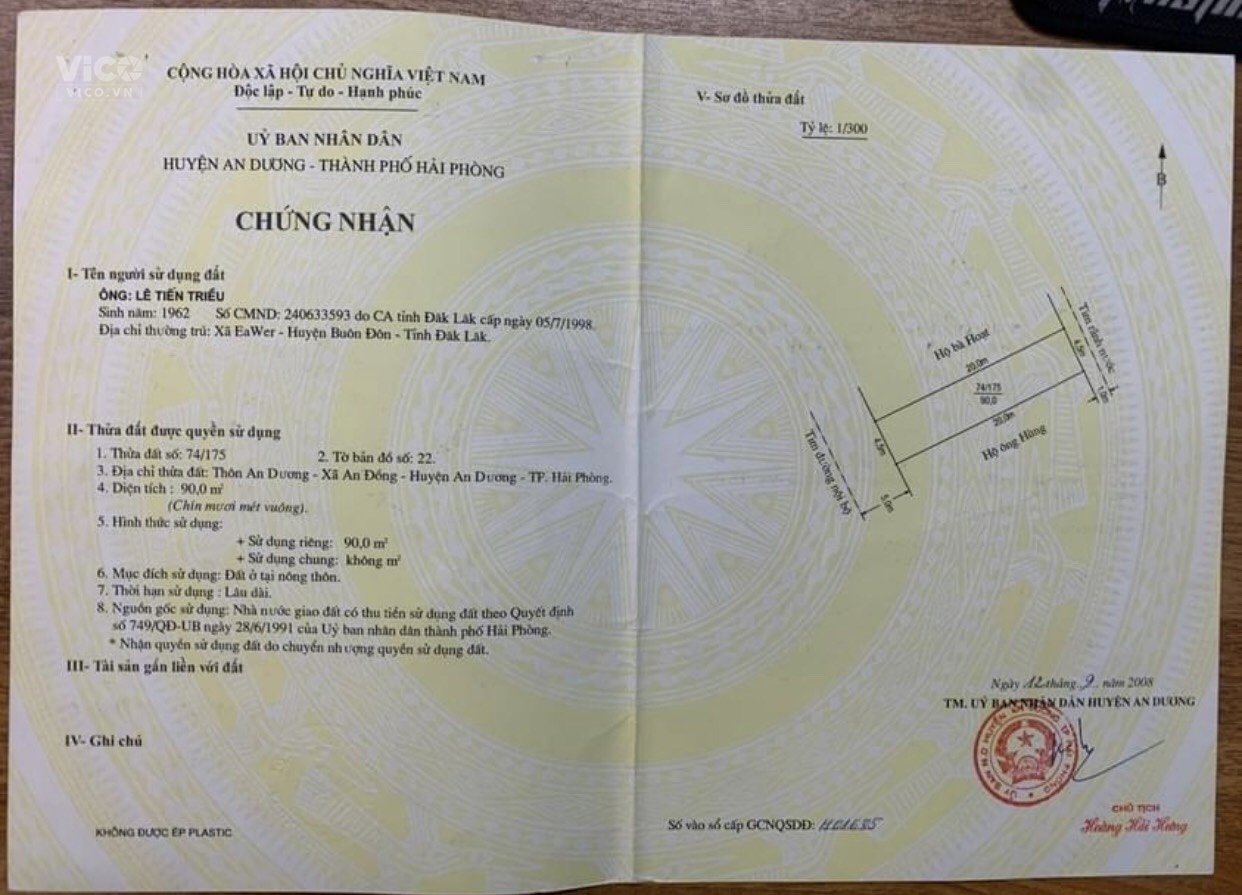 ViCO
VICO.VN
CỘNG HÒA XÃ HỘI CHỦ NGHĨA VIỆT NAM
Độc lập - Tự do - Hạnh phúc
UỶ BAN NHÂN DÂN
HUYỆN AN DƯƠNG - THÀNH PHỐ HẢI PHÒNG
CHỨNG NHẬN
I- Tên người sử dụng đất
ÔNG: LÊ TIẾN TRIỀU
Sinh năm: 1962 Số CMND: 240633593 do CA tỉnh Đăk Lăk cấp ngày 05/7/1998.
Địa chỉ thường trú: Xã EaWer - Huyện Buôn Đôn - Tỉnh Đăk Lăk.
II- Thửa đất được quyền sử dụng
1. Thửa đất số: 74/175 2. Tờ bản đồ số: 22.
3. Địa chỉ thửa đất: Thôn An Dương - Xã An Đồng - Huyện An Dương - TP. Hải Phòng.
4. Diện tích : 90,0 m²
(Chín mươi mét vuông).
5. Hình thức sử dụng:
+ Sử dụng riêng: 90,0 m²
+ Sử dụng chung: không m²
6. Mục đích sử dụng: Đất ở tại nông thôn.
7. Thời hạn sử dụng : Lâu dài.
8. Nguồn gốc sử dụng: Nhà nước giao đất có thu tiền sử dụng đất theo Quyết định
số 749/QĐ-UB ngày 28/6/1991 của Uỷ ban nhân dân thành phố Hải Phòng.
* Nhận quyền sử dụng đất do chuyển nhượng quyền sử dụng đất.
III- Tài sản gắn liền với đất
IV- Ghi chú
KHÔNG ĐƯỢC ÉP PLASTIC
V- Sơ đồ thửa đất
Tỷ lệ: 1/300
B
Hộ bà Hoạt
20.0m
4.5m
Tim rãnh nước
1.0m
74/175
90,0
20.0m
Hộ ông Hùng
4.5m
5.0m
Tim đường nội bộ
Ngày 12 tháng 9 năm 2008
TM. UỶ BAN NHÂN DÂN HUYỆN AN DƯƠNG
CHỦ TỊCH
Hoàng Hải Hưng
Số vào sổ cấp GCNQSDĐ: